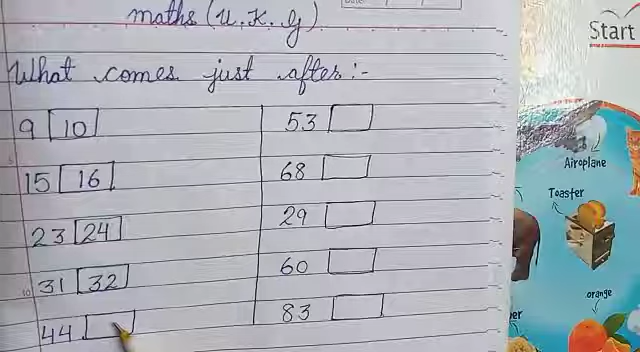 maths (U.K.g)
What comes just after :-
9 10
15 16
23 24
31 32
44
53
68
29
60
83
Start
Airoplane
Toaster
orange